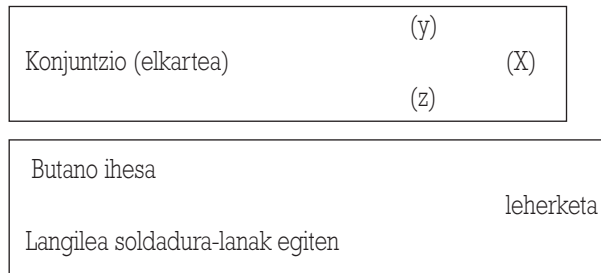 (y)
Konjuntzio (elkartea) (X)
(z)
Butano ihesa
leherketa
Langilea soldadura-lanak egiten